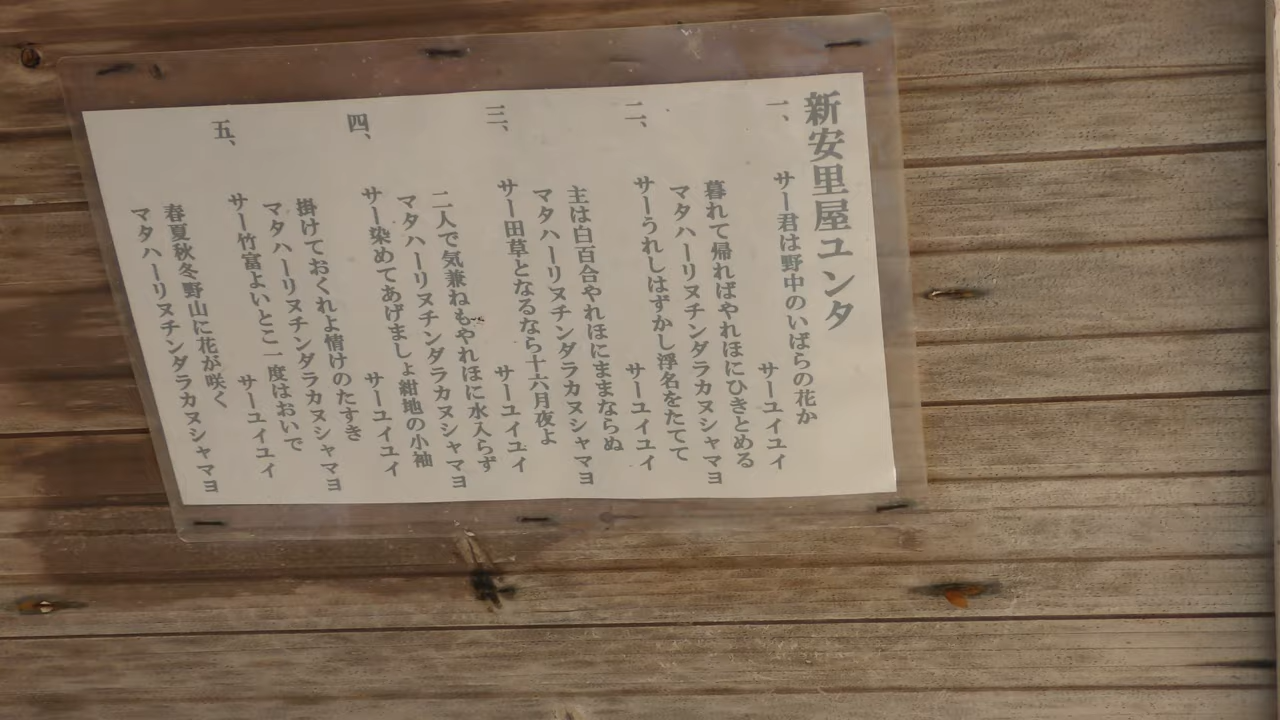 新安里屋ユンタ
一、 サー君は野中のいばらの花か
サーユイユイ
暮れて帰ればやれほにひきとめる
マタハーリヌチンダラカヌシャマヨ
二、 サーうれしはずかし浮名をたてて
サーユイユイ
主は白百合やれほにままならぬ
マタハーリヌチンダラカヌシャマヨ
三、 サー田草となるなら十六月夜よ
サーユイユイ
二人で気兼ねもやれほに水入らず
マタハーリヌチンダラカヌシャマヨ
四、 サー染めてあげましょ紺地の小袖
サーユイユイ
掛けておくれよ情けのたすき
マタハーリヌチンダラカヌシャマヨ
五、 サー竹富よいとこ一度はおいで
サーユイユイ
春夏秋冬野山に花が咲く
マタハーリヌチンダラカヌシャマヨ